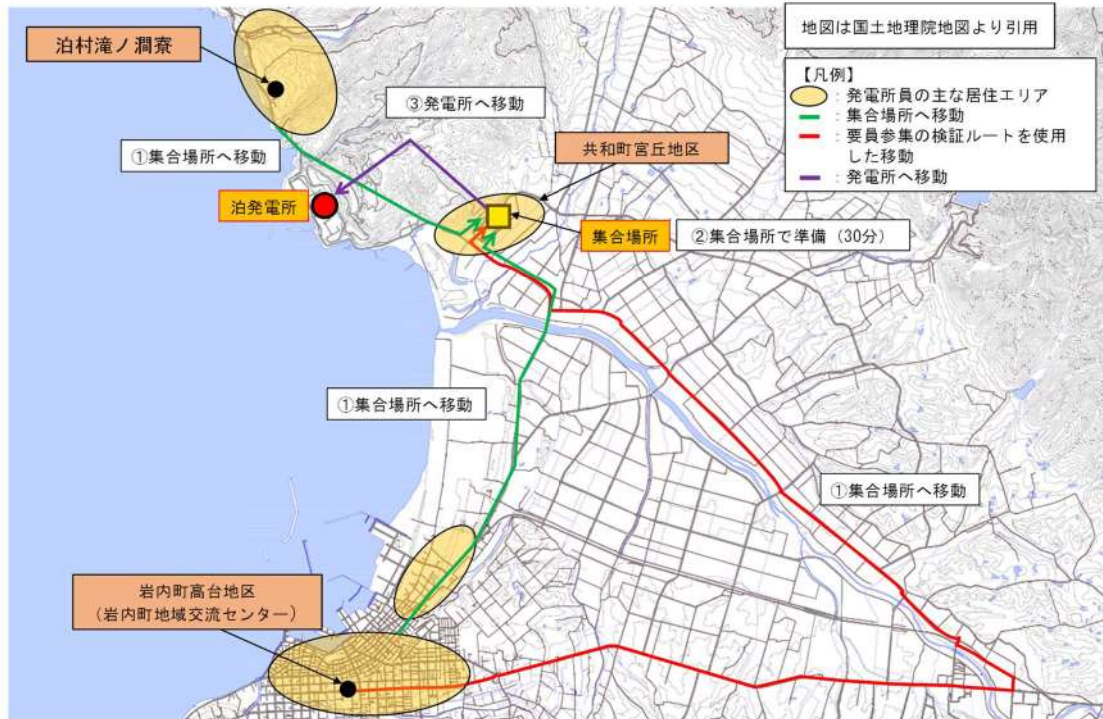 地図は国土地理院地図より引用
【凡例】
：発電所員の主な居住エリア
：集合場所へ移動
：要員参集の検証ルートを使用
した移動
：発電所へ移動
泊村滝ノ澗寮
③発電所へ移動
①集合場所へ移動
共和町宮丘地区
泊発電所
集合場所
②集合場所で準備（30分）
①集合場所へ移動
①集合場所へ移動
岩内町高台地区
（岩内町地域交流センター）